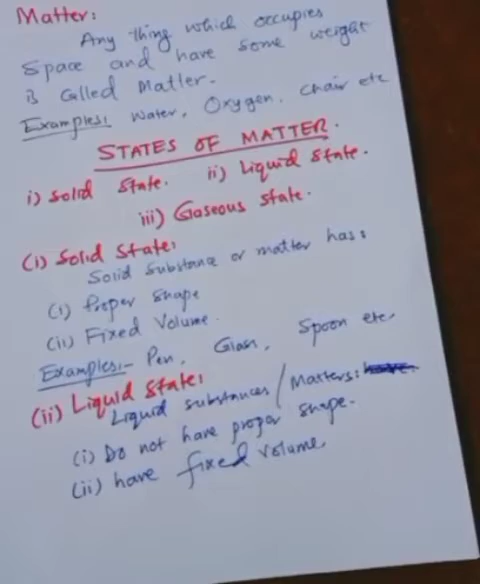 Matter:
Any thing which occupies
Space and have some weight
is Called Matter.
Examples: Water, Oxygen, Chair etc
STATES OF MATTER.
i) Solid State. ii) Liquid State.
iii) Gaseous State.
(i) Solid State:
Solid Substance or matter has:
(i) Proper Shape
(ii) Fixed Volume.
Examples:- Pen, Glass, Spoon etc
(ii) Liquid State:
Liquid substances / Matters:
(i) Do not have proper shape.
(ii) have fixed volume